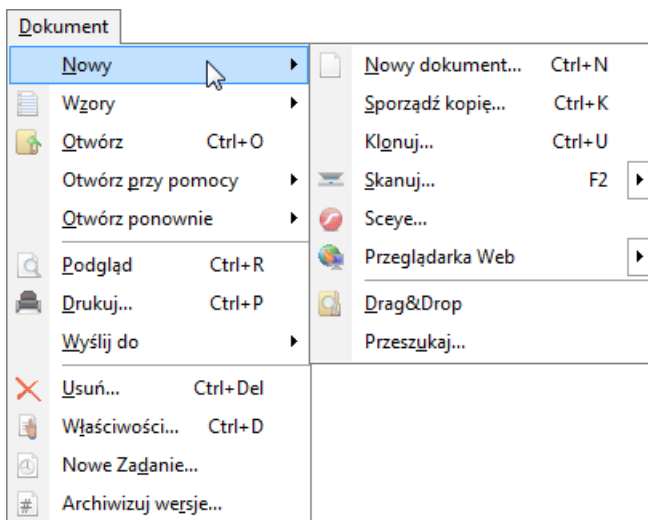 Dokument
Nowy
Wzory
Otwórz Ctrl+O
Otwórz przy pomocy
Otwórz ponownie
Podgląd Ctrl+R
Drukuj... Ctrl+P
Wyślij do
Usuń... Ctrl+Del
Właściwości... Ctrl+D
Nowe Zadanie...
# Archiwizuj wersje...
Nowy dokument... Ctrl+N
Sporządź kopię... Ctrl+K
Klonuj... Ctrl+U
Skanuj... F2
Sceye...
Przeglądarka Web
Drag&Drop
Przeszukaj...